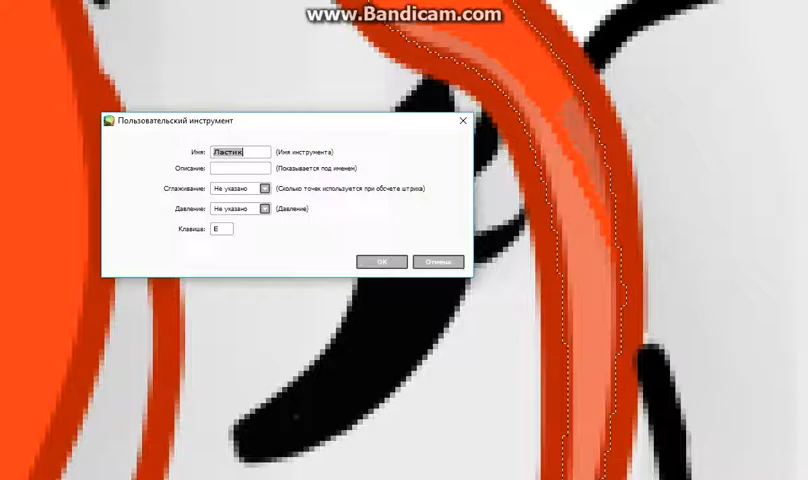 www.Bandicam.com
Пользовательский инструмент
Имя: Ластик (Имя инструмента)
Описание: (Показывается под именем)
Сглаживание: Не указано (Сколько точек используется при обсчете штриха)
Давление: Не указано (Давление)
Клавиша: E
OK Отмена